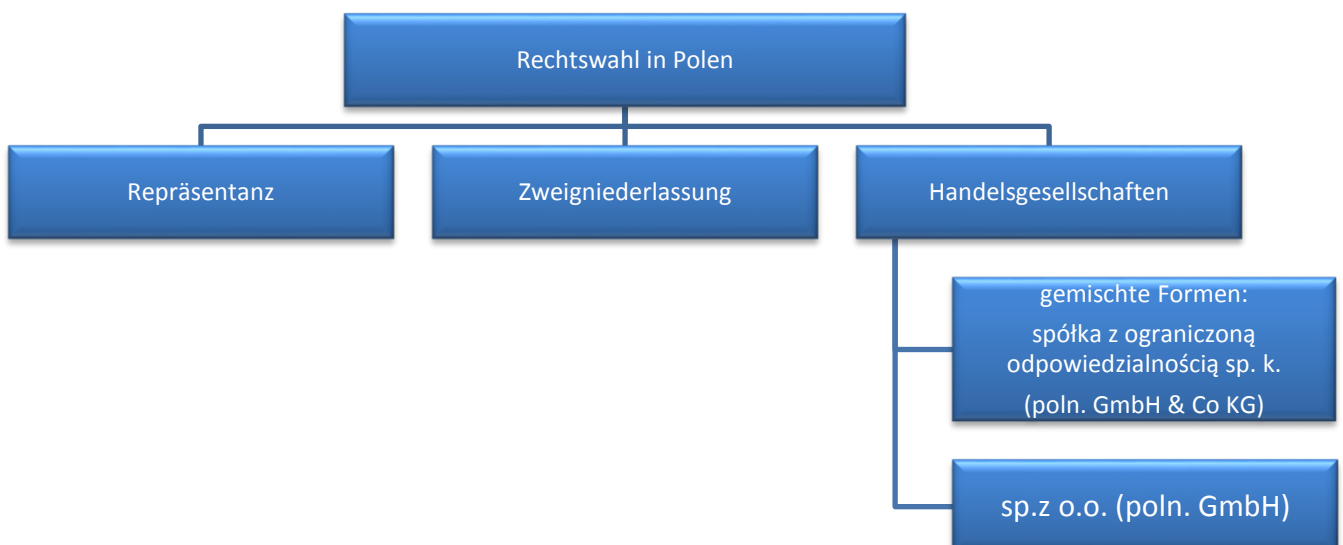 Rechtswahl in Polen
Repräsentanz
Zweigniederlassung
Handelsgesellschaften
gemischte Formen:
spółka z ograniczoną
odpowiedzialnością sp. k.
(poln. GmbH & Co KG)
sp.z o.o. (poln. GmbH)